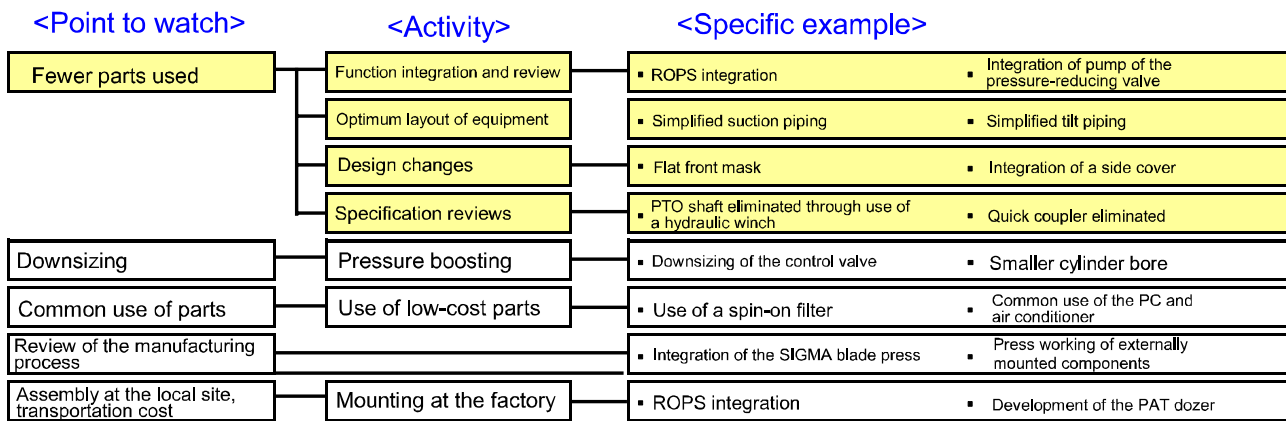 <Point to watch> <Activity> <Specific example>
Fewer parts used
Function integration and review
▪ ROPS integration
▪ Integration of pump of the
pressure-reducing valve
Optimum layout of equipment
▪ Simplified suction piping
▪ Simplified tilt piping
Design changes
▪ Flat front mask
▪ Integration of a side cover
Specification reviews
▪ PTO shaft eliminated through use of
a hydraulic winch
▪ Quick coupler eliminated
Downsizing
Pressure boosting
▪ Downsizing of the control valve
▪ Smaller cylinder bore
Common use of parts
Use of low-cost parts
▪ Use of a spin-on filter
▪ Common use of the PC and
air conditioner
Review of the manufacturing
process
▪ Integration of the SIGMA blade press
▪ Press working of externally
mounted components
Assembly at the local site,
transportation cost
Mounting at the factory
▪ ROPS integration
▪ Development of the PAT dozer